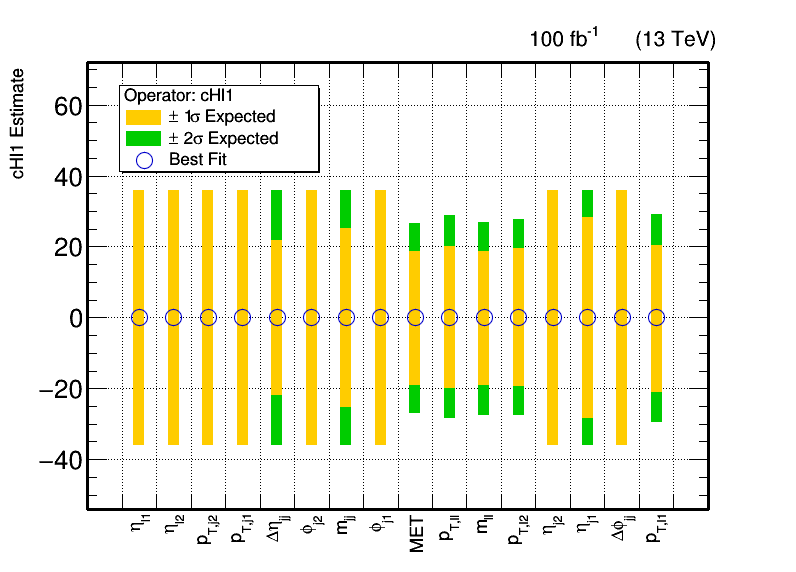 100 fb-1 (13 TeV)
cHl1 Estimate
Operator: cHl1
± 1σ Expected
± 2σ Expected
Best Fit
60
40
20
0
−20
−40
ηl1 ηl2 pT,j2 pT,j1 Δηjj ϕj2 mjj ϕj1 MET pT,ll mll pT,l2 ηj2 ηj1 Δϕjj pT,l1